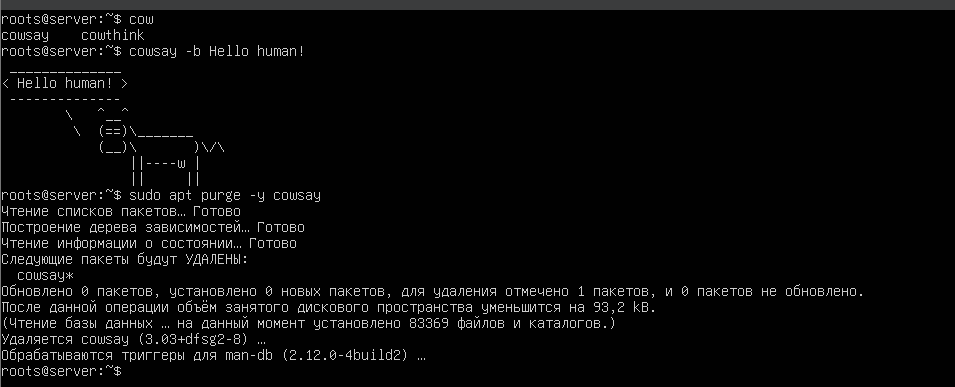 roots@server:~$ cow
cowsay    cowthink
roots@server:~$ cowsay -b Hello human!
 ______________
< Hello human! >
 --------------
        \   ^__^
         \  (==)\_______
            (__)\       )\/\
                ||----w |
                ||     ||
roots@server:~$ sudo apt purge -y cowsay
Чтение списков пакетов… Готово
Построение дерева зависимостей… Готово
Чтение информации о состоянии… Готово
Следующие пакеты будут УДАЛЕНЫ:
  cowsay*
Обновлено 0 пакетов, установлено 0 новых пакетов, для удаления отмечено 1 пакетов, и 0 пакетов не обновлено.
После данной операции объём занятого дискового пространства уменьшится на 93,2 kB.
(Чтение базы данных … на данный момент установлено 83369 файлов и каталогов.)
Удаляется cowsay (3.03+dfsg2-8) …
Обрабатываются триггеры для man-db (2.12.0-4build2) …
roots@server:~$